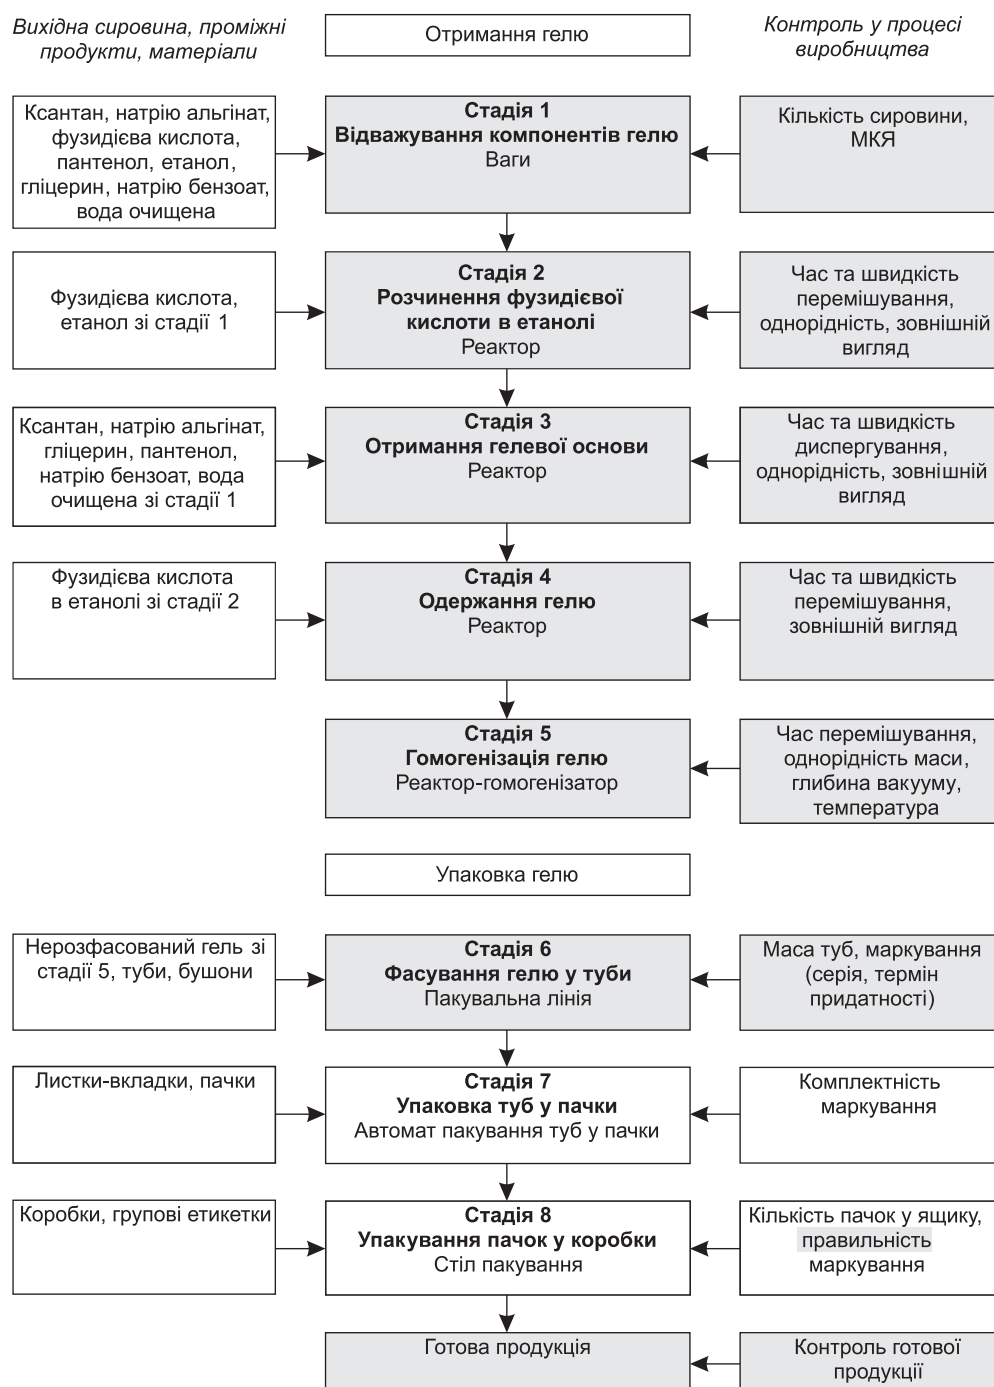 Вихідна сировина, проміжні
продукти, матеріали
Отримання гелю
Контроль у процесі
виробництва
Ксантан, натрію альгінат,
фузидієва кислота,
пантенол, етанол,
гліцерин, натрію бензоат,
вода очищена
Стадія 1
Відважування компонентів гелю
Ваги
Кількість сировини,
МКЯ
Фузидієва кислота,
етанол зі стадії 1
Стадія 2
Розчинення фузидієвої
кислоти в етанолі
Реактор
Час та швидкість
перемішування,
однорідність, зовнішній
вигляд
Ксантан, натрію альгінат,
гліцерин, пантенол,
натрію бензоат, вода
очищена зі стадії 1
Стадія 3
Отримання гелевої основи
Реактор
Час та швидкість
диспергування,
однорідність, зовнішній
вигляд
Фузидієва кислота
в етанолі зі стадії 2
Стадія 4
Одержання гелю
Реактор
Час та швидкість
перемішування,
зовнішній вигляд
Стадія 5
Гомогенізація гелю
Реактор-гомогенізатор
Час перемішування,
однорідність маси,
глибина вакууму,
температура
Упаковка гелю
Нерозфасований гель зі
стадії 5, туби, бушони
Стадія 6
Фасування гелю у туби
Пакувальна лінія
Маса туб, маркування
(серія, термін
придатності)
Листки-вкладки, пачки
Стадія 7
Упаковка туб у пачки
Автомат пакування туб у пачки
Комплектність
маркування
Коробки, групові етикетки
Стадія 8
Упакування пачок у коробки
Стіл пакування
Кількість пачок у ящику,
правильність
маркування
Готова продукція
Контроль готової
продукції